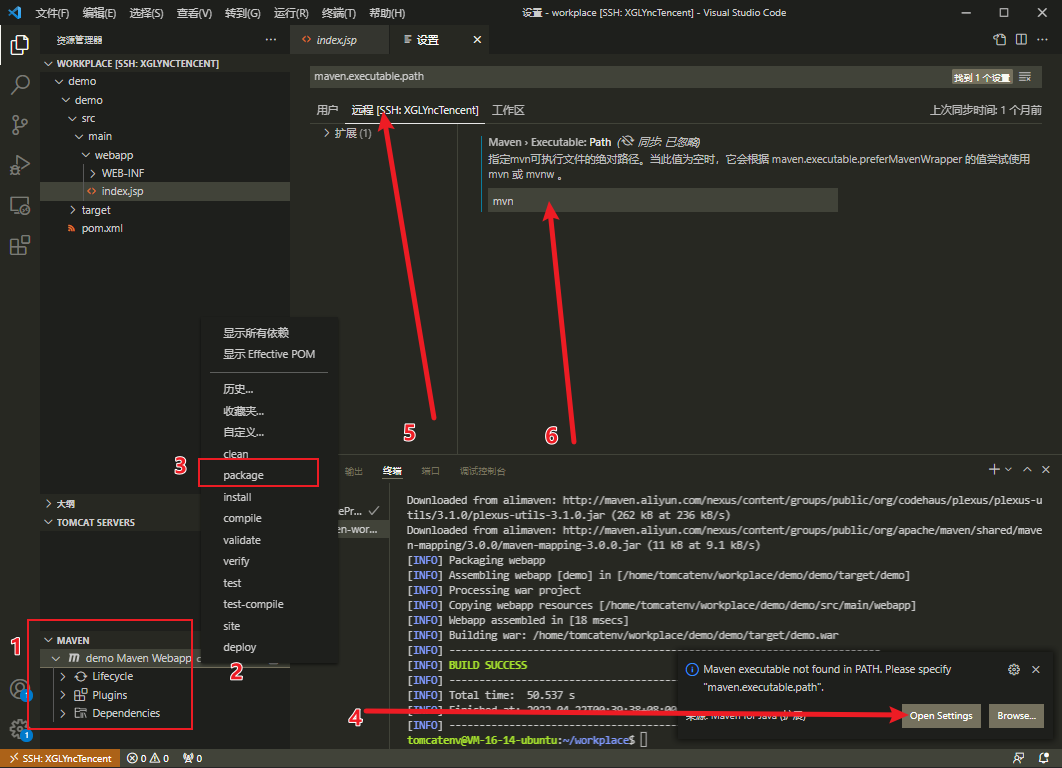 文件(F) 编辑(E) 选择(S) 查看(V) 转到(G) 运行(R) 终端(T) 帮助(H) 设置 - workplace [SSH: XGLYncTencent] - Visual Studio Code
资源管理器
index.jsp 设置
WORKPLACE [SSH: XGLYNCTENCENT]
demo
demo
src
main
webapp
WEB-INF
index.jsp
target
pom.xml
maven.executable.path 找到 1 个设置
用户 远程 [SSH: XGLYncTencent] 工作区 上次同步时间: 1 个月前
扩展 (1)
Maven › Executable: Path (同步: 已忽略)
指定mvn可执行文件的绝对路径。当此值为空时，它会根据 maven.executable.preferMavenWrapper 的值尝试使用
mvn 或 mvnw 。
mvn
5
6
显示所有依赖
显示 Effective POM
历史...
收藏夹...
自定义...
clean
3
package
install
compile
validate
verify
test
test-compile
site
deploy
2
大纲
TOMCAT SERVERS
1
MAVEN
demo Maven Webapp
Lifecycle
Plugins
Dependencies
输出 终端 端口 调试控制台
ePr...
en-wor...
Downloaded from alimaven: http://maven.aliyun.com/nexus/content/groups/public/org/codehaus/plexus/plexus-u
tils/3.1.0/plexus-utils-3.1.0.jar (262 kB at 236 kB/s)
Downloaded from alimaven: http://maven.aliyun.com/nexus/content/groups/public/org/apache/maven/shared/mave
n-mapping/3.0.0/maven-mapping-3.0.0.jar (11 kB at 9.1 kB/s)
[INFO] Packaging webapp
[INFO] Assembling webapp [demo] in [/home/tomcatenv/workplace/demo/demo/target/demo]
[INFO] Processing war project
[INFO] Copying webapp resources [/home/tomcatenv/workplace/demo/demo/src/main/webapp]
[INFO] Webapp assembled in [18 msecs]
[INFO] Building war: /home/tomcatenv/workplace/demo/demo/target/demo.war
[INFO] ------------------------------------------------------------------------
[INFO] BUILD SUCCESS
[INFO] ----------------------------------------
[INFO] Total time:  50.537 s
[INFO] Finished at: 2022-04-22T00:39:38+08:00
[INFO] ----------------------------------------
tomcatenv@VM-16-14-ubuntu:~/workplace$
Maven executable not found in PATH. Please specify
"maven.executable.path".
4
来源: Maven for Java (扩展)
Open Settings Browse...
1
1
SSH: XGLYncTencent 0 0 0